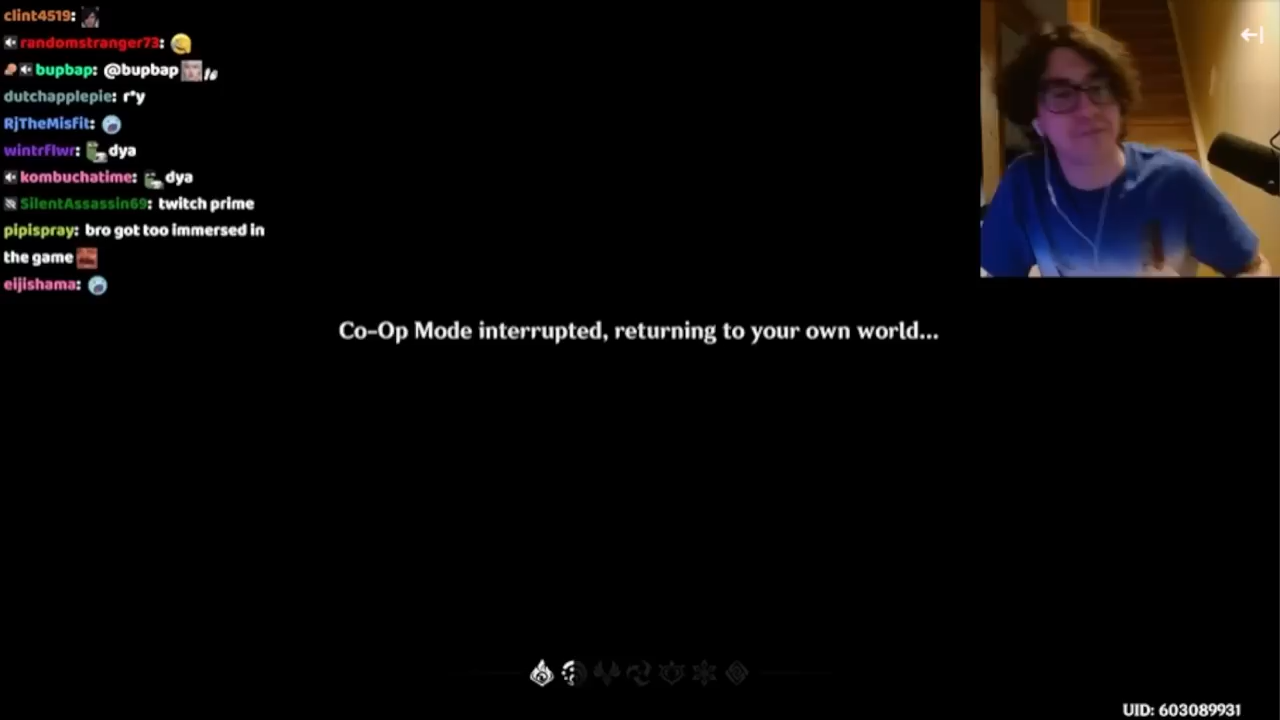 clint4519:
randomstranger73:
bupbap: @bupbap
dutchapplepie: r*y
RjTheMisfit:
wintrflwr: dya
kombuchatime: dya
SilentAssassin69: twitch prime
pipispray: bro got too immersed in
the game
eijishama:
Co-Op Mode interrupted, returning to your own world...
UID: 603089931